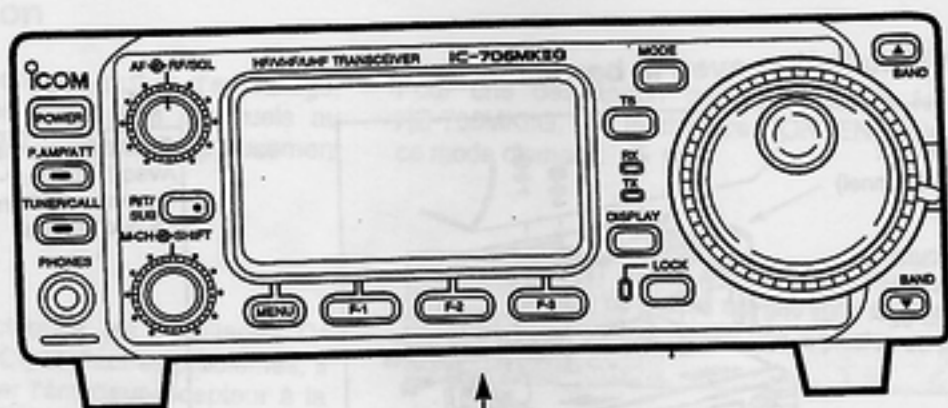 ICOM
POWER
P.AMP/ATT
TUNER/CALL
PHONES
AF RF/SQL
RIT/
SUB
M-CH SHIFT
HF/VHF/UHF TRANSCEIVER IC-706MKIIG
MENU
F-1
F-2
F-3
MODE
TS
RX
TX
DISPLAY
LOCK
BAND
BAND